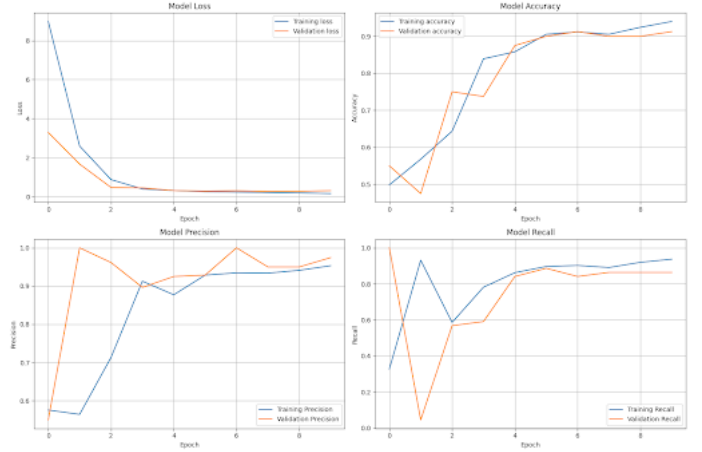 Model Loss
Training loss
Validation loss
8
6
4
2
0
Loss
0 2 4 6 8
Epoch
Model Accuracy
Training accuracy
Validation accuracy
0.9
0.8
0.7
0.6
0.5
Accuracy
0 2 4 6 8
Epoch
Model Precision
1.0
0.9
0.8
0.7
0.6
Precision
Training Precision
Validation Precision
0 2 4 6 8
Epoch
Model Recall
1.0
0.8
0.6
0.4
0.2
0.0
Recall
Training Recall
Validation Recall
0 2 4 6 8
Epoch